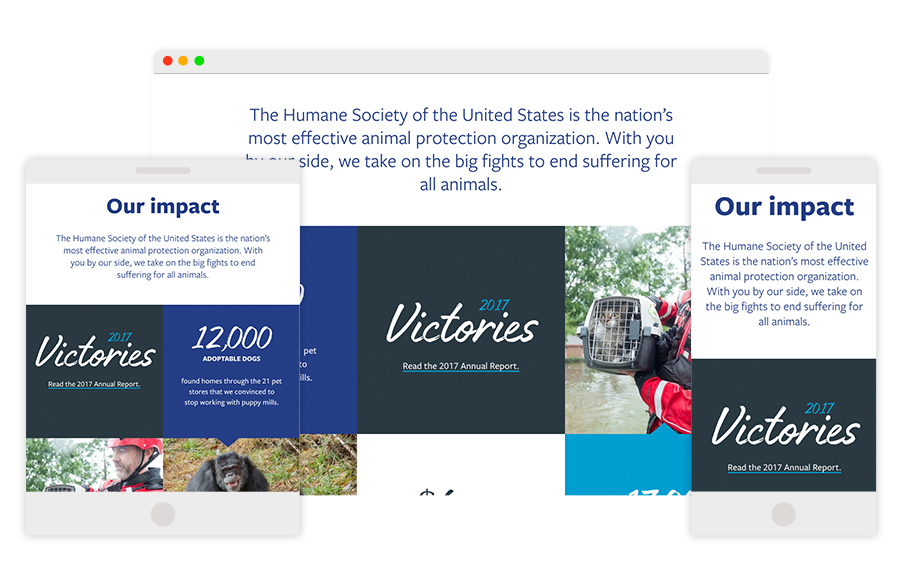 The Humane Society of the United States is the nation's
most effective animal protection organization. With you
by our side, we take on the big fights to end suffering for
all animals.
Our impact
The Humane Society of the United States is the nation's
most effective animal protection organization. With
you by our side, we take on the big fights to end
suffering for all animals.
2017
Victories
Read the 2017 Annual Report.
12,000
ADOPTABLE DOGS
found homes through the 21 pet
stores that we convinced to
stop working with puppy mills.
pet
to
ills.
2017
Victories
Read the 2017 Annual Report.
Our impact
The Humane Society of the United
States is the nation's most effective
animal protection organization.
With you by our side, we take on
the big fights to end suffering for
all animals.
2017
Victories
Read the 2017 Annual Report.